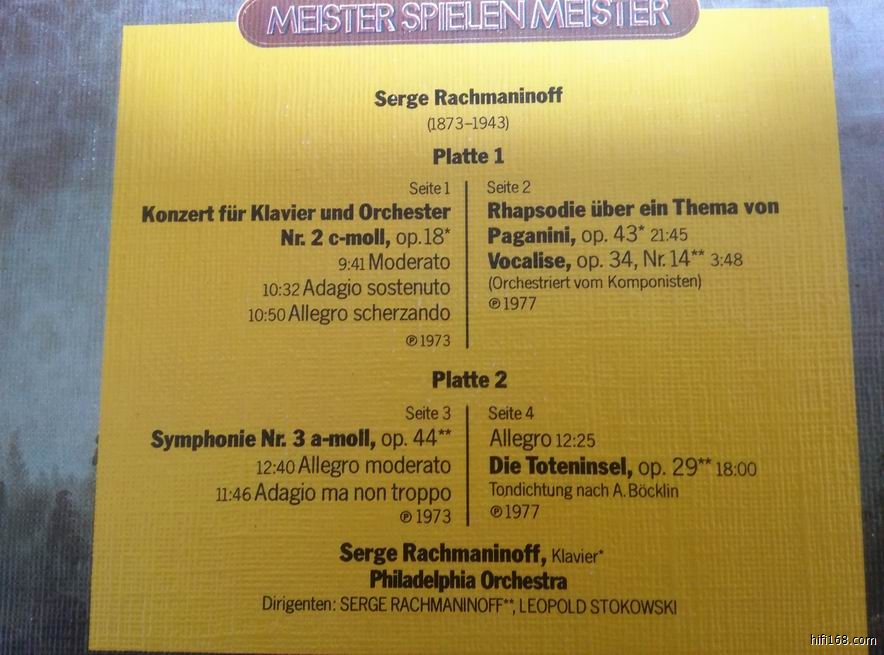 MEISTER SPIELEN MEISTER
Serge Rachmaninoff
(1873–1943)
Platte 1
Seite 1
Konzert für Klavier und Orchester
Nr. 2 c-moll, op.18*
9:41 Moderato
10:32 Adagio sostenuto
10:50 Allegro scherzando
℗ 1973
Seite 2
Rhapsodie über ein Thema von
Paganini, op. 43* 21:45
Vocalise, op. 34, Nr. 14** 3:48
(Orchestriert vom Komponisten)
℗ 1977
Platte 2
Seite 3
Symphonie Nr. 3 a-moll, op. 44**
12:40 Allegro moderato
11:46 Adagio ma non troppo
℗ 1973
Seite 4
Allegro 12:25
Die Toteninsel, op. 29** 18:00
Tondichtung nach A. Böcklin
℗ 1977
Serge Rachmaninoff, Klavier*
Philadelphia Orchestra
Dirigenten: SERGE RACHMANINOFF**, LEOPOLD STOKOWSKI
hifi168.com